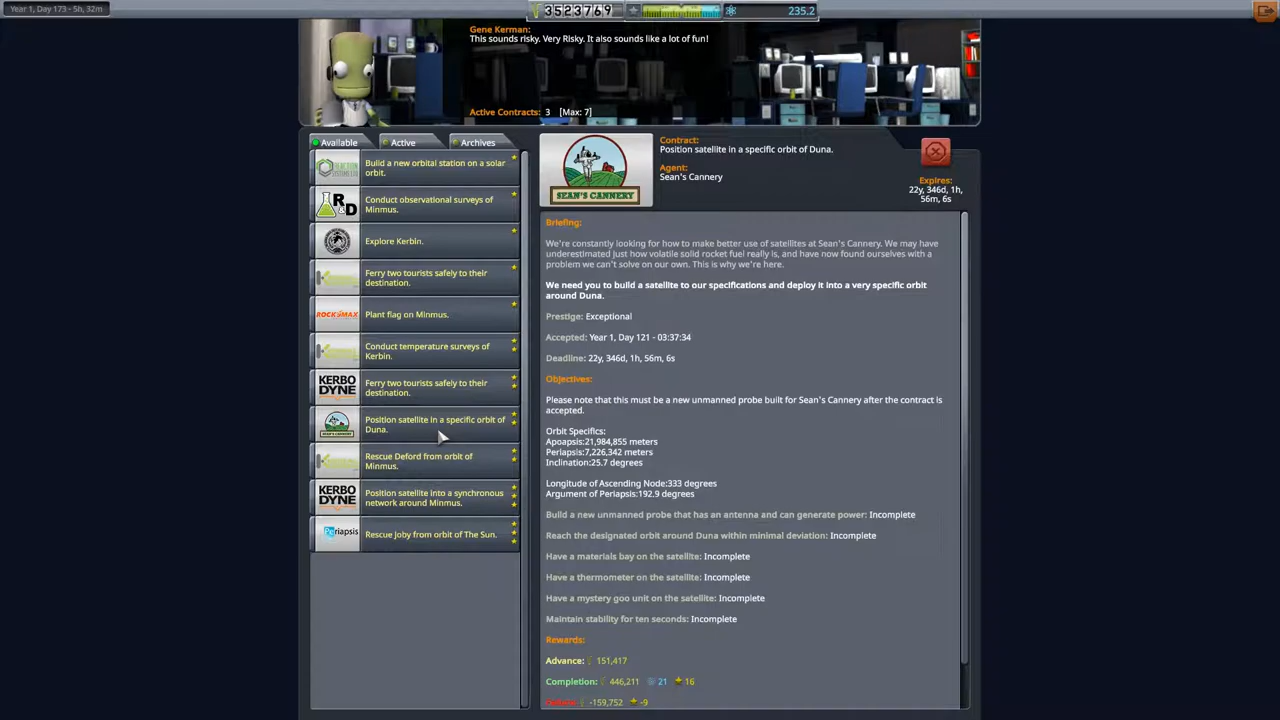 Year 1, Day 173 - 5h, 32m
3523769
235.2
Gene Kerman:
This sounds risky. Very Risky. It also sounds like a lot of fun!
Active Contracts: 3 [Max: 7]
Available
Active
Archives
Build a new orbital station on a solar
orbit.
R&D
Conduct observational surveys of
Minmus.
Explore Kerbin.
Ferry two tourists safely to their
destination.
ROCKOMAX
Plant flag on Minmus.
Conduct temperature surveys of
Kerbin.
KERBO
DYNE
Ferry two tourists safely to their
destination.
Position satellite in a specific orbit of
Duna.
Rescue Deford from orbit of
Minmus.
KERBO
DYNE
Position satellite into a synchronous
network around Minmus.
Periapsis
Rescue Joby from orbit of The Sun.
SEAN'S CANNERY
Contract:
Position satellite in a specific orbit of Duna.
Agent:
Sean's Cannery
Expires:
22y, 346d, 1h,
56m, 6s
Briefing:
We're constantly looking for how to make better use of satellites at Sean's Cannery. We may have
underestimated just how volatile solid rocket fuel really is, and have now found ourselves with a
problem we can't solve on our own. This is why we're here.
We need you to build a satellite to our specifications and deploy it into a very specific orbit
around Duna.
Prestige: Exceptional
Accepted: Year 1, Day 121 - 03:37:34
Deadline: 22y, 346d, 1h, 56m, 6s
Objectives:
Please note that this must be a new unmanned probe built for Sean's Cannery after the contract is
accepted.
Orbit Specifics:
Apoapsis:21,984,855 meters
Periapsis:7,226,342 meters
Inclination:25.7 degrees
Longitude of Ascending Node:333 degrees
Argument of Periapsis:192.9 degrees
Build a new unmanned probe that has an antenna and can generate power: Incomplete
Reach the designated orbit around Duna within minimal deviation: Incomplete
Have a materials bay on the satellite: Incomplete
Have a thermometer on the satellite: Incomplete
Have a mystery goo unit on the satellite: Incomplete
Maintain stability for ten seconds: Incomplete
Rewards:
Advance: 151,417
Completion: 446,211 21 16
Failure: -159,752 -9